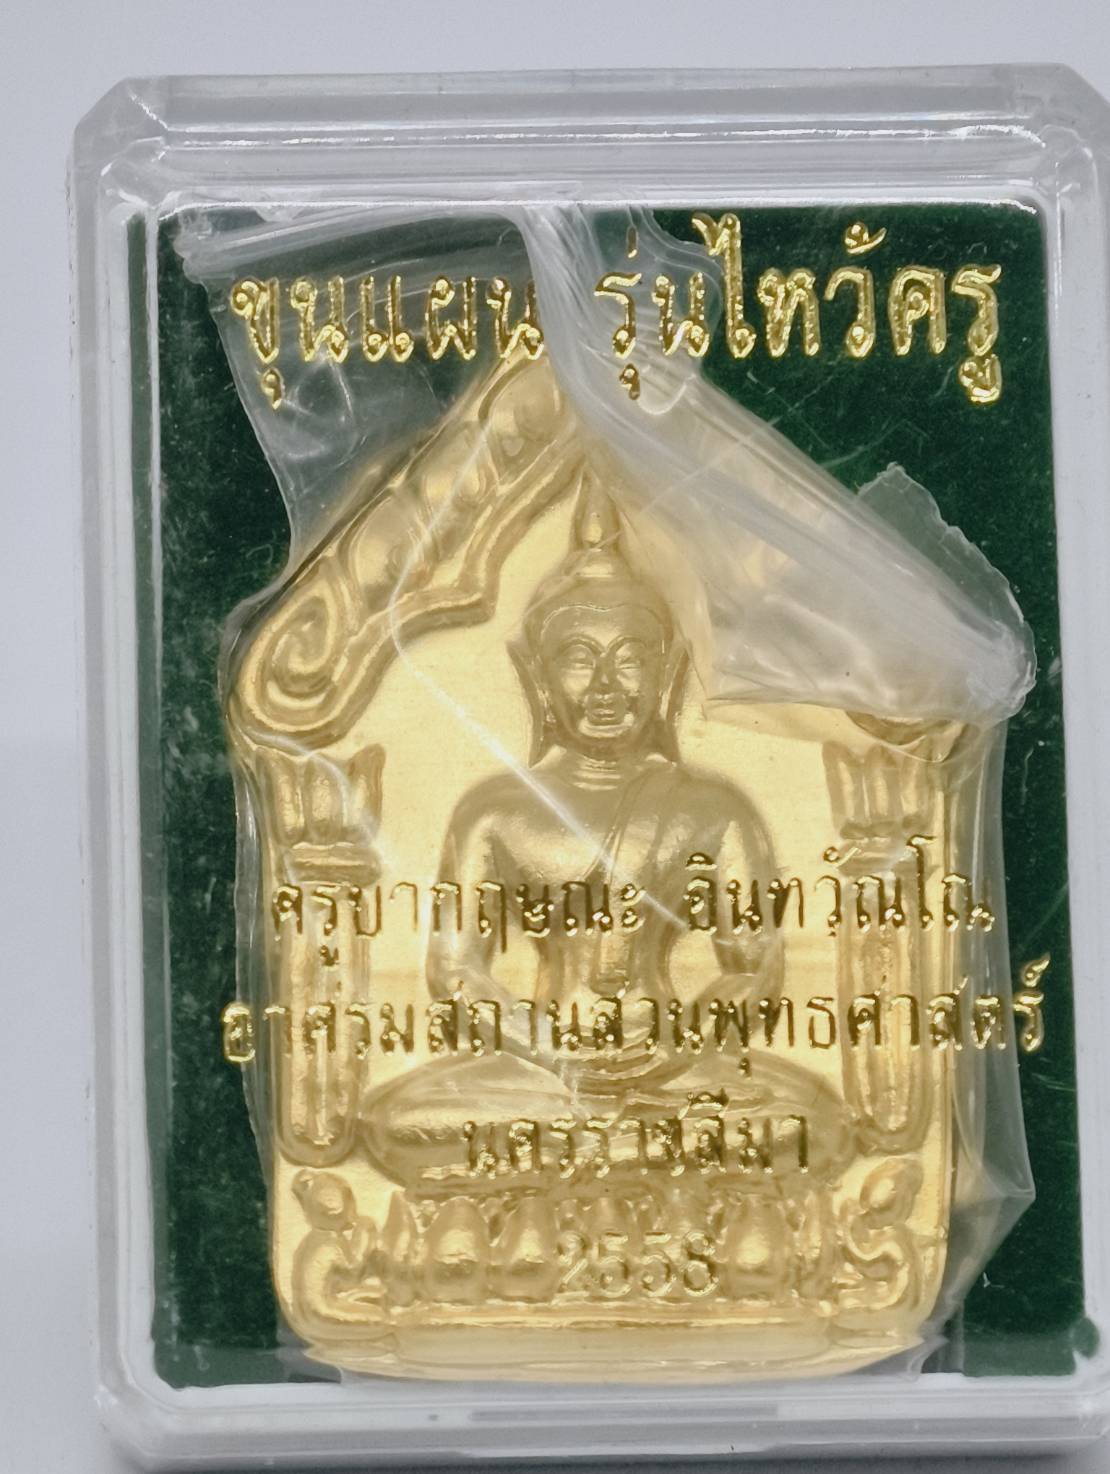 ขุนแผน รุ่นไหว้ครู
ครูบากฤษณะ อินทวัณโณ
อาศรมสถานสวนพุทธศาสตร์
นครราชสีมา
2558